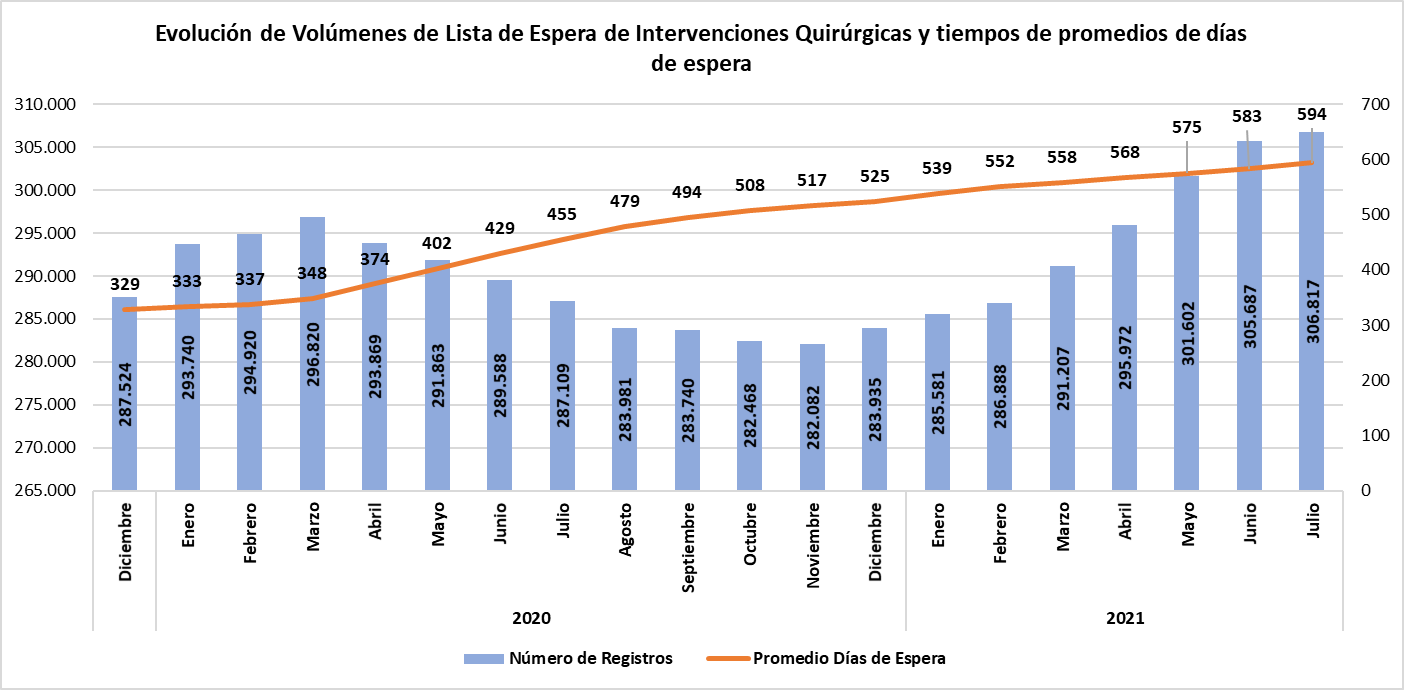 Evolución de Volúmenes de Lista de Espera de Intervenciones Quirúrgicas y tiempos de promedios de días
de espera
310.000
305.000
300.000
295.000
290.000
285.000
280.000
275.000
270.000
265.000
700
600
500
400
300
200
100
0
329
333
337
348
374
402
429
455
479
494
508
517
525
539
552
558
568
575
583
594
287.524
293.740
294.920
296.820
293.869
291.863
289.588
287.109
283.981
283.740
282.468
282.082
283.935
285.581
286.888
291.207
295.972
301.602
305.687
306.817
Diciembre
Enero
Febrero
Marzo
Abril
Mayo
Junio
Julio
Agosto
Septiembre
Octubre
Noviembre
Diciembre
Enero
Febrero
Marzo
Abril
Mayo
Junio
Julio
2020
2021
Número de Registros
Promedio Días de Espera